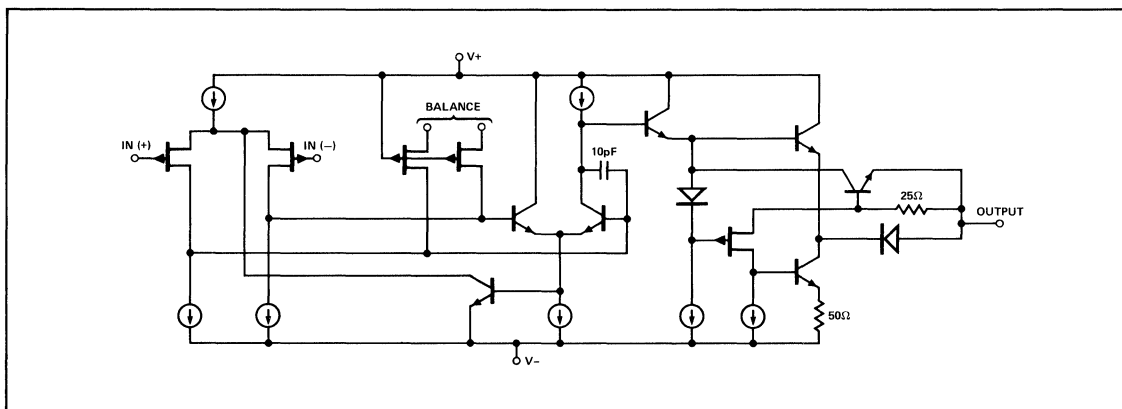 V+
BALANCE
IN (+)
IN (−)
10pF
25Ω
OUTPUT
50Ω
V−